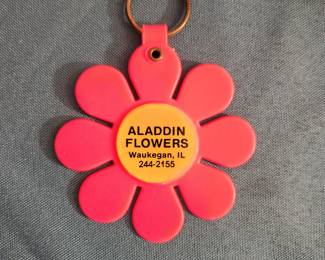 ALADDIN
FLOWERS
Waukegan, IL
244-2155